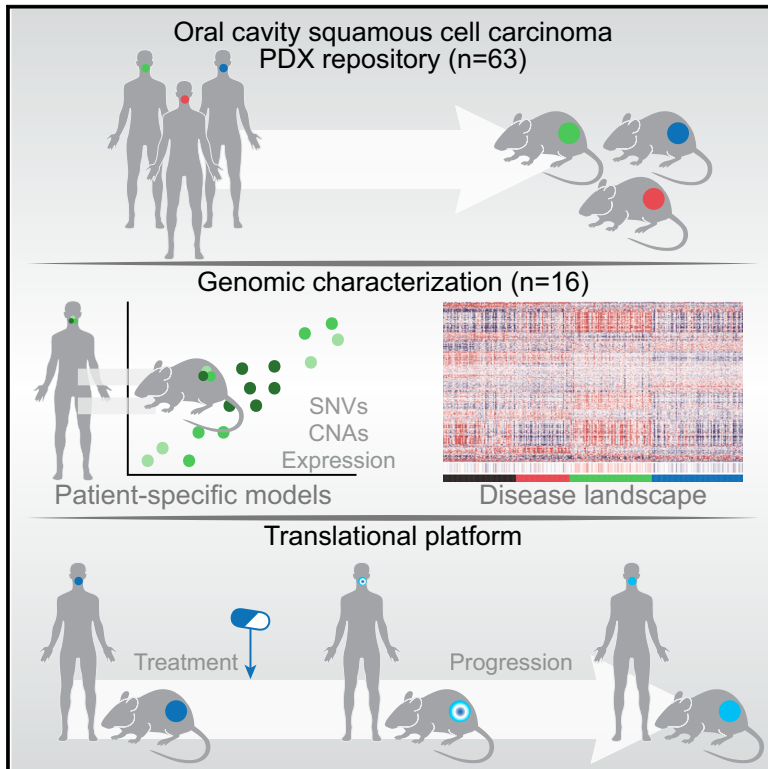 Oral cavity squamous cell carcinoma
PDX repository (n=63)
Genomic characterization (n=16)
SNVs
CNAs
Expression
Patient-specific models
Disease landscape
Translational platform
Treatment
Progression